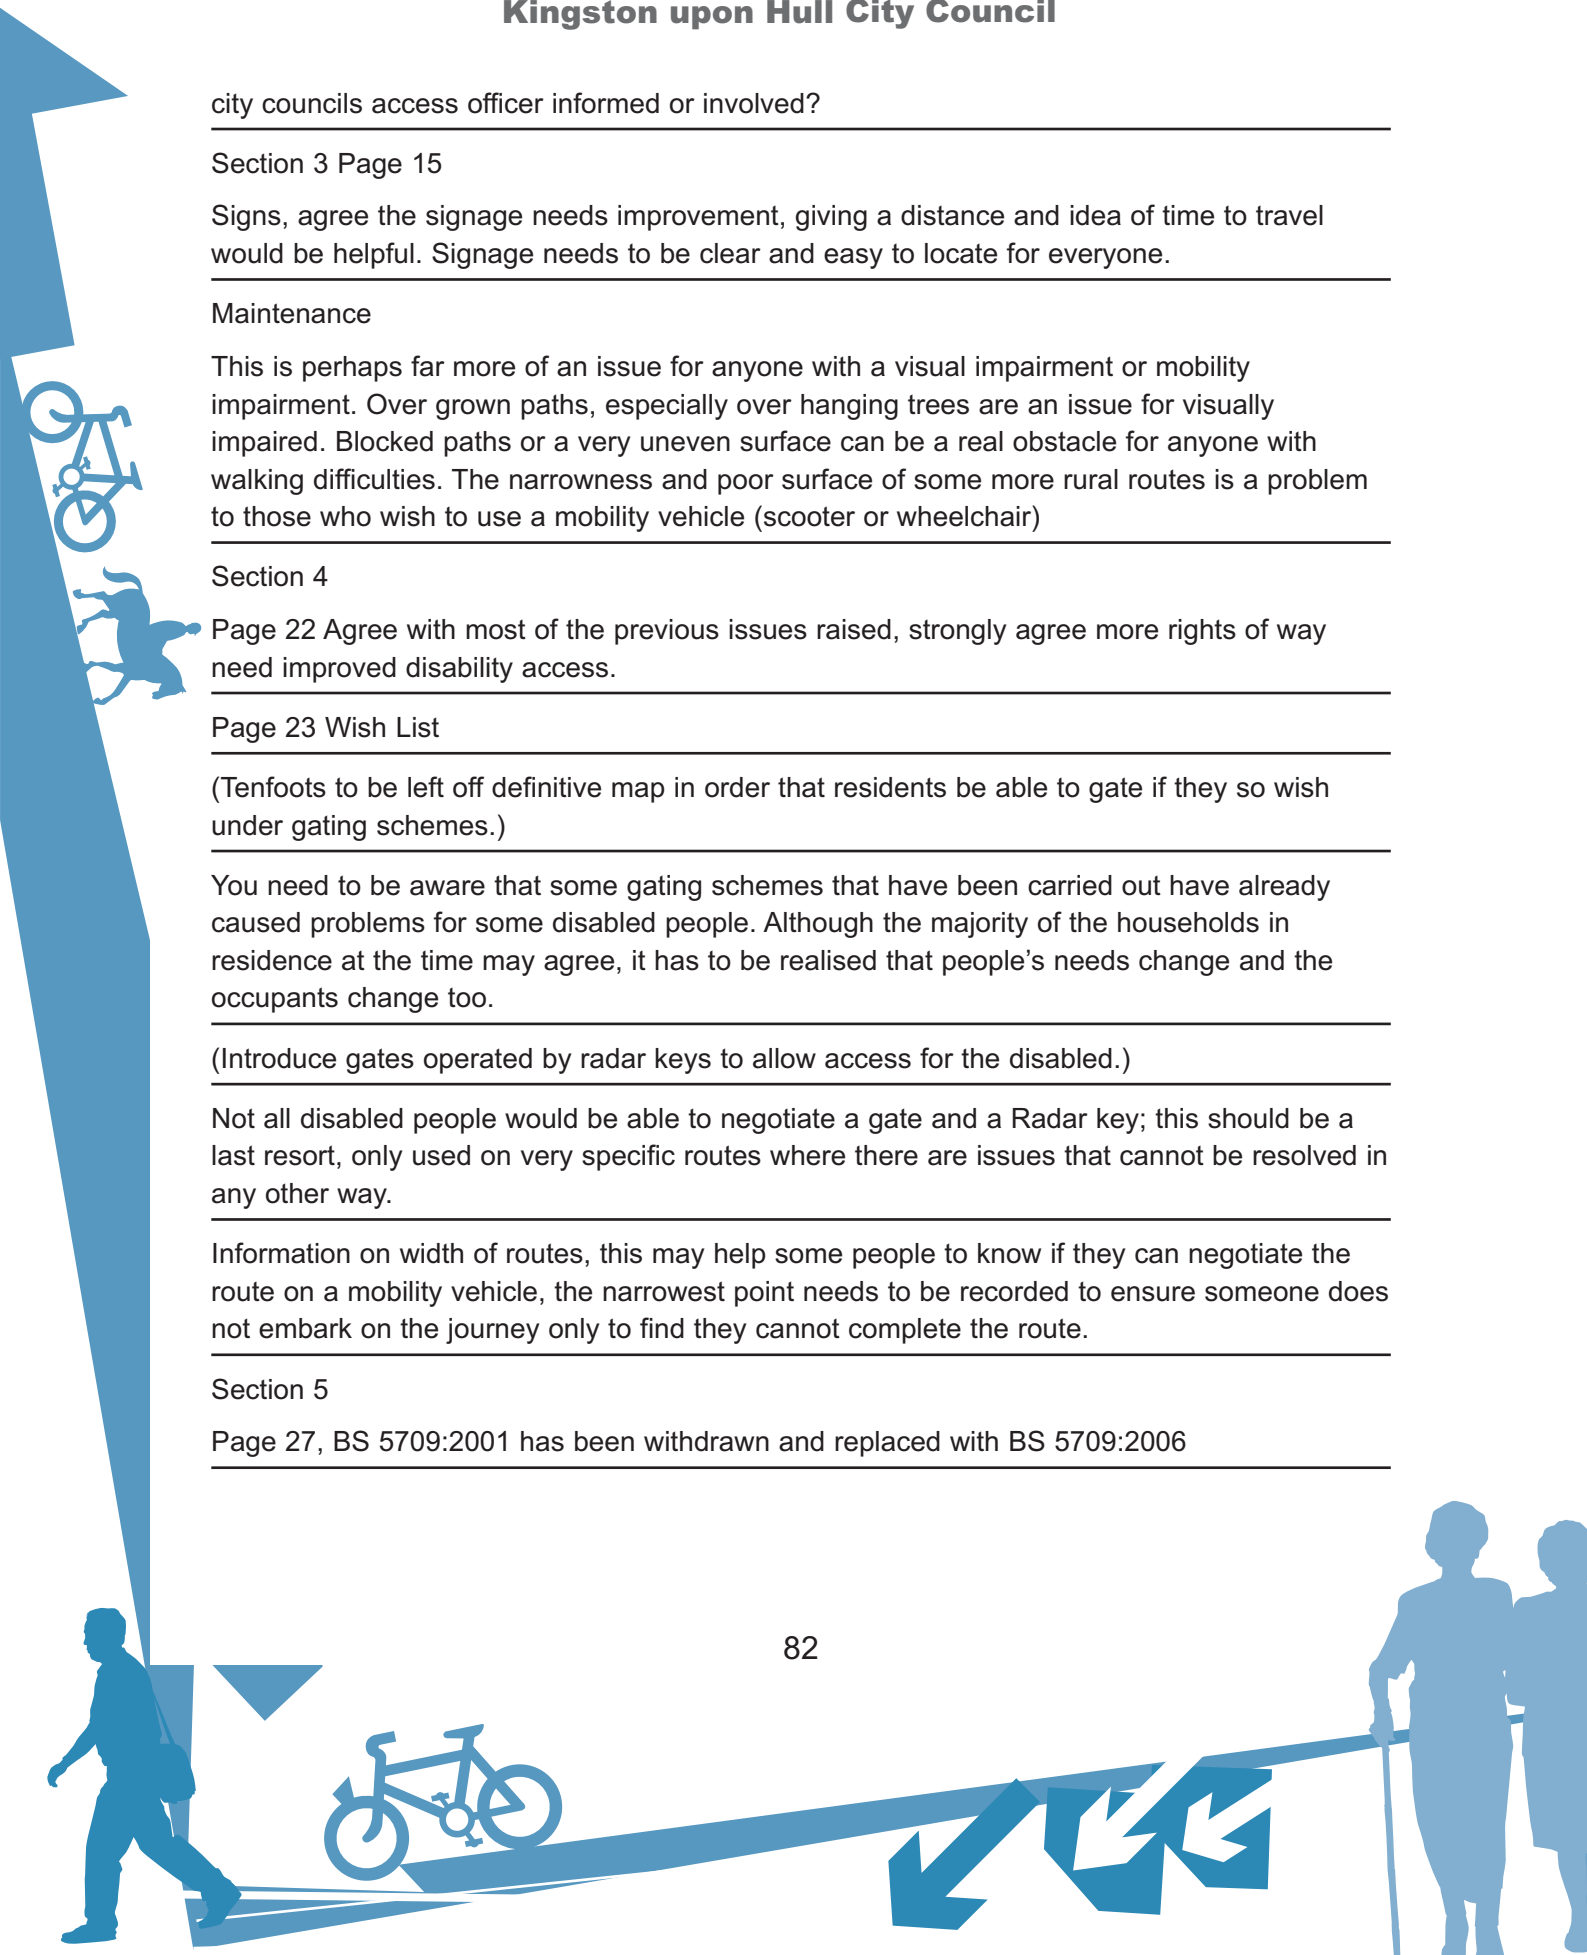 Kingston upon Hull City Council
city councils access officer informed or involved?
Section 3 Page 15
Signs, agree the signage needs improvement, giving a distance and idea of time to travel
would be helpful. Signage needs to be clear and easy to locate for everyone.
Maintenance
This is perhaps far more of an issue for anyone with a visual impairment or mobility
impairment. Over grown paths, especially over hanging trees are an issue for visually
impaired. Blocked paths or a very uneven surface can be a real obstacle for anyone with
walking difficulties. The narrowness and poor surface of some more rural routes is a problem
to those who wish to use a mobility vehicle (scooter or wheelchair)
Section 4
Page 22 Agree with most of the previous issues raised, strongly agree more rights of way
need improved disability access.
Page 23 Wish List
(Tenfoots to be left off definitive map in order that residents be able to gate if they so wish
under gating schemes.)
You need to be aware that some gating schemes that have been carried out have already
caused problems for some disabled people. Although the majority of the households in
residence at the time may agree, it has to be realised that people’s needs change and the
occupants change too.
(Introduce gates operated by radar keys to allow access for the disabled.)
Not all disabled people would be able to negotiate a gate and a Radar key; this should be a
last resort, only used on very specific routes where there are issues that cannot be resolved in
any other way.
Information on width of routes, this may help some people to know if they can negotiate the
route on a mobility vehicle, the narrowest point needs to be recorded to ensure someone does
not embark on the journey only to find they cannot complete the route.
Section 5
Page 27, BS 5709:2001 has been withdrawn and replaced with BS 5709:2006
82